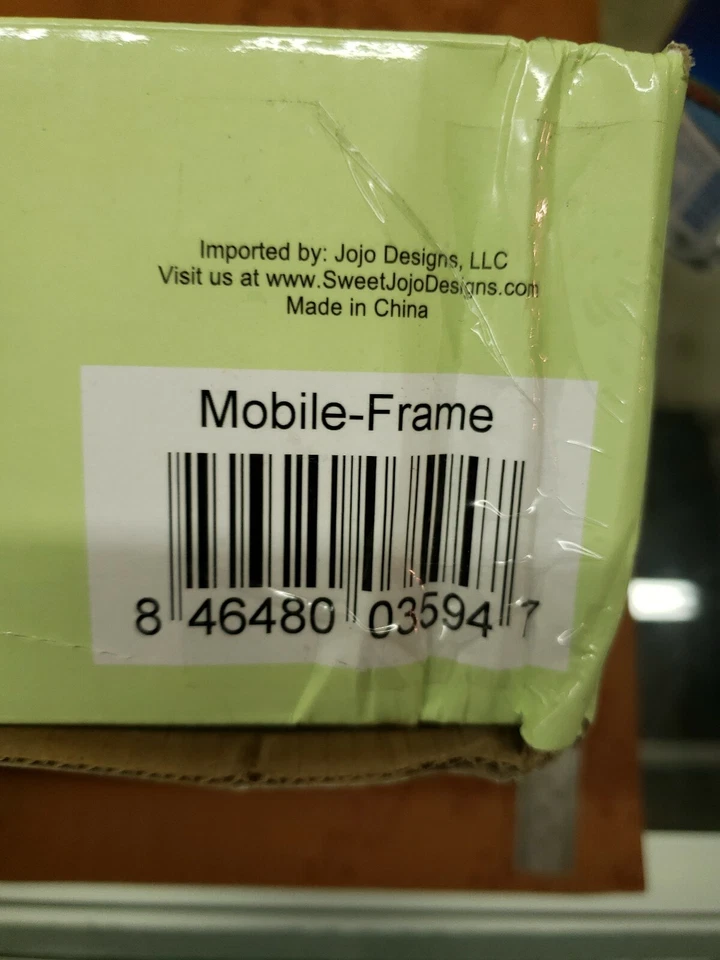 Imported by: Jojo Designs, LLC
Visit us at www.SweetJojoDesigns.com
Made in China
Mobile-Frame
8 46480 03594 7